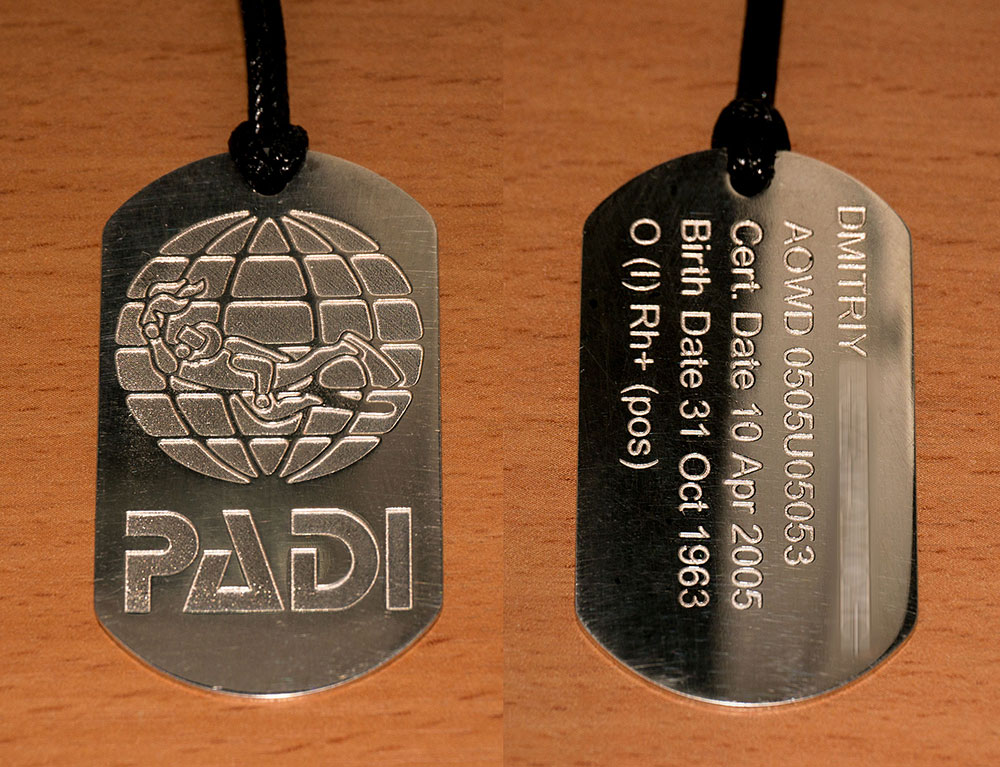 PADI
DMITRIY
AOWD 0505U05053
Cert. Date 10 Apr 2005
Birth Date 31 Oct 1963
O (I) Rh+ (pos)